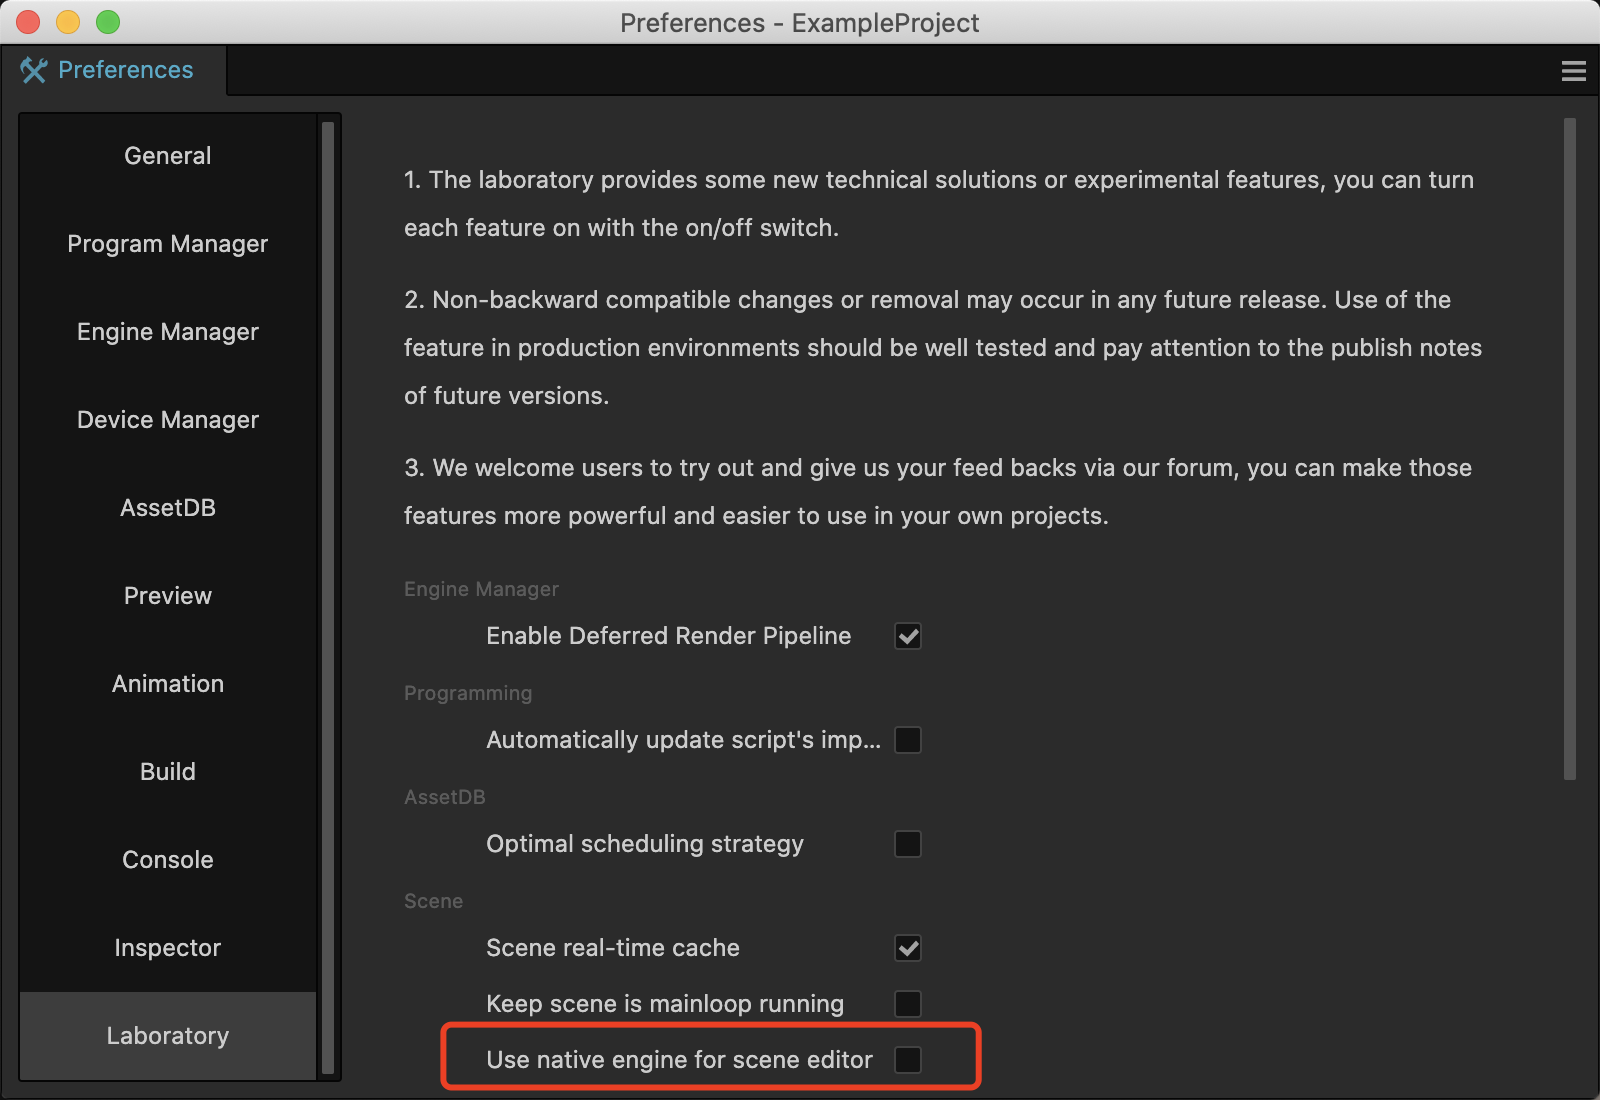 Preferences - ExampleProject
Preferences
General
Program Manager
Engine Manager
Device Manager
AssetDB
Preview
Animation
Build
Console
Inspector
Laboratory
1. The laboratory provides some new technical solutions or experimental features, you can turn
each feature on with the on/off switch.
2. Non-backward compatible changes or removal may occur in any future release. Use of the
feature in production environments should be well tested and pay attention to the publish notes
of future versions.
3. We welcome users to try out and give us your feed backs via our forum, you can make those
features more powerful and easier to use in your own projects.
Engine Manager
Enable Deferred Render Pipeline
Programming
Automatically update script's imp...
AssetDB
Optimal scheduling strategy
Scene
Scene real-time cache
Keep scene is mainloop running
Use native engine for scene editor